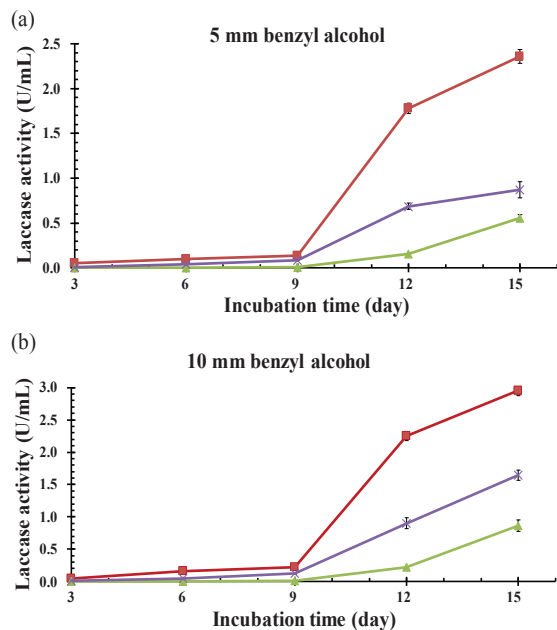 (a)
5 mm benzyl alcohol
Laccase activity (U/mL)
2.5
2.0
1.5
1.0
0.5
0.0
3 6 9 12 15
Incubation time (day)
(b)
10 mm benzyl alcohol
Laccase activity (U/mL)
3.0
2.5
2.0
1.5
1.0
0.5
0.0
3 6 9 12 15
Incubation time (day)